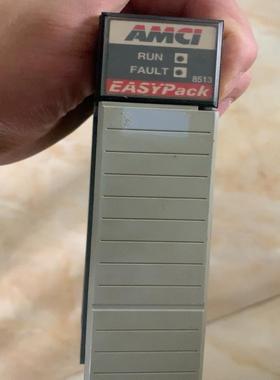 AMCI
RUN
FAULT
8513
EASYPack